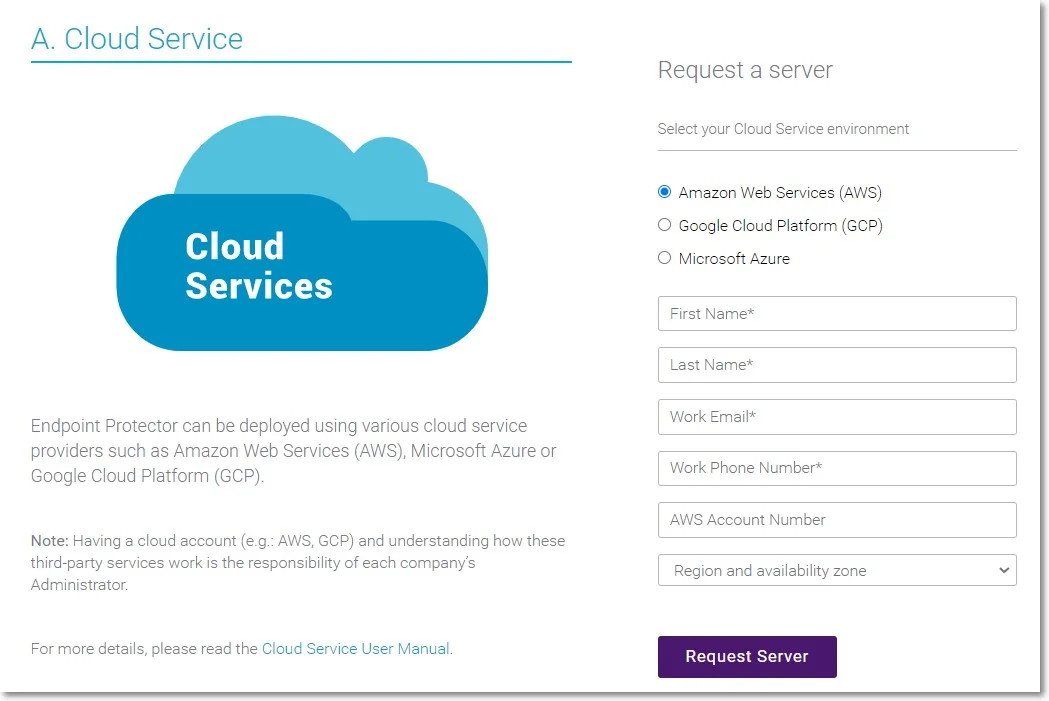 A. Cloud Service
Cloud
Services
Endpoint Protector can be deployed using various cloud service
providers such as Amazon Web Services (AWS), Microsoft Azure or
Google Cloud Platform (GCP).
Note: Having a cloud account (e.g.: AWS, GCP) and understanding how these
third-party services work is the responsibility of each company’s
Administrator.
For more details, please read the Cloud Service User Manual.
Request a server
Select your Cloud Service environment
Amazon Web Services (AWS)
Google Cloud Platform (GCP)
Microsoft Azure
First Name*
Last Name*
Work Email*
Work Phone Number*
AWS Account Number
Region and availability zone
Request Server